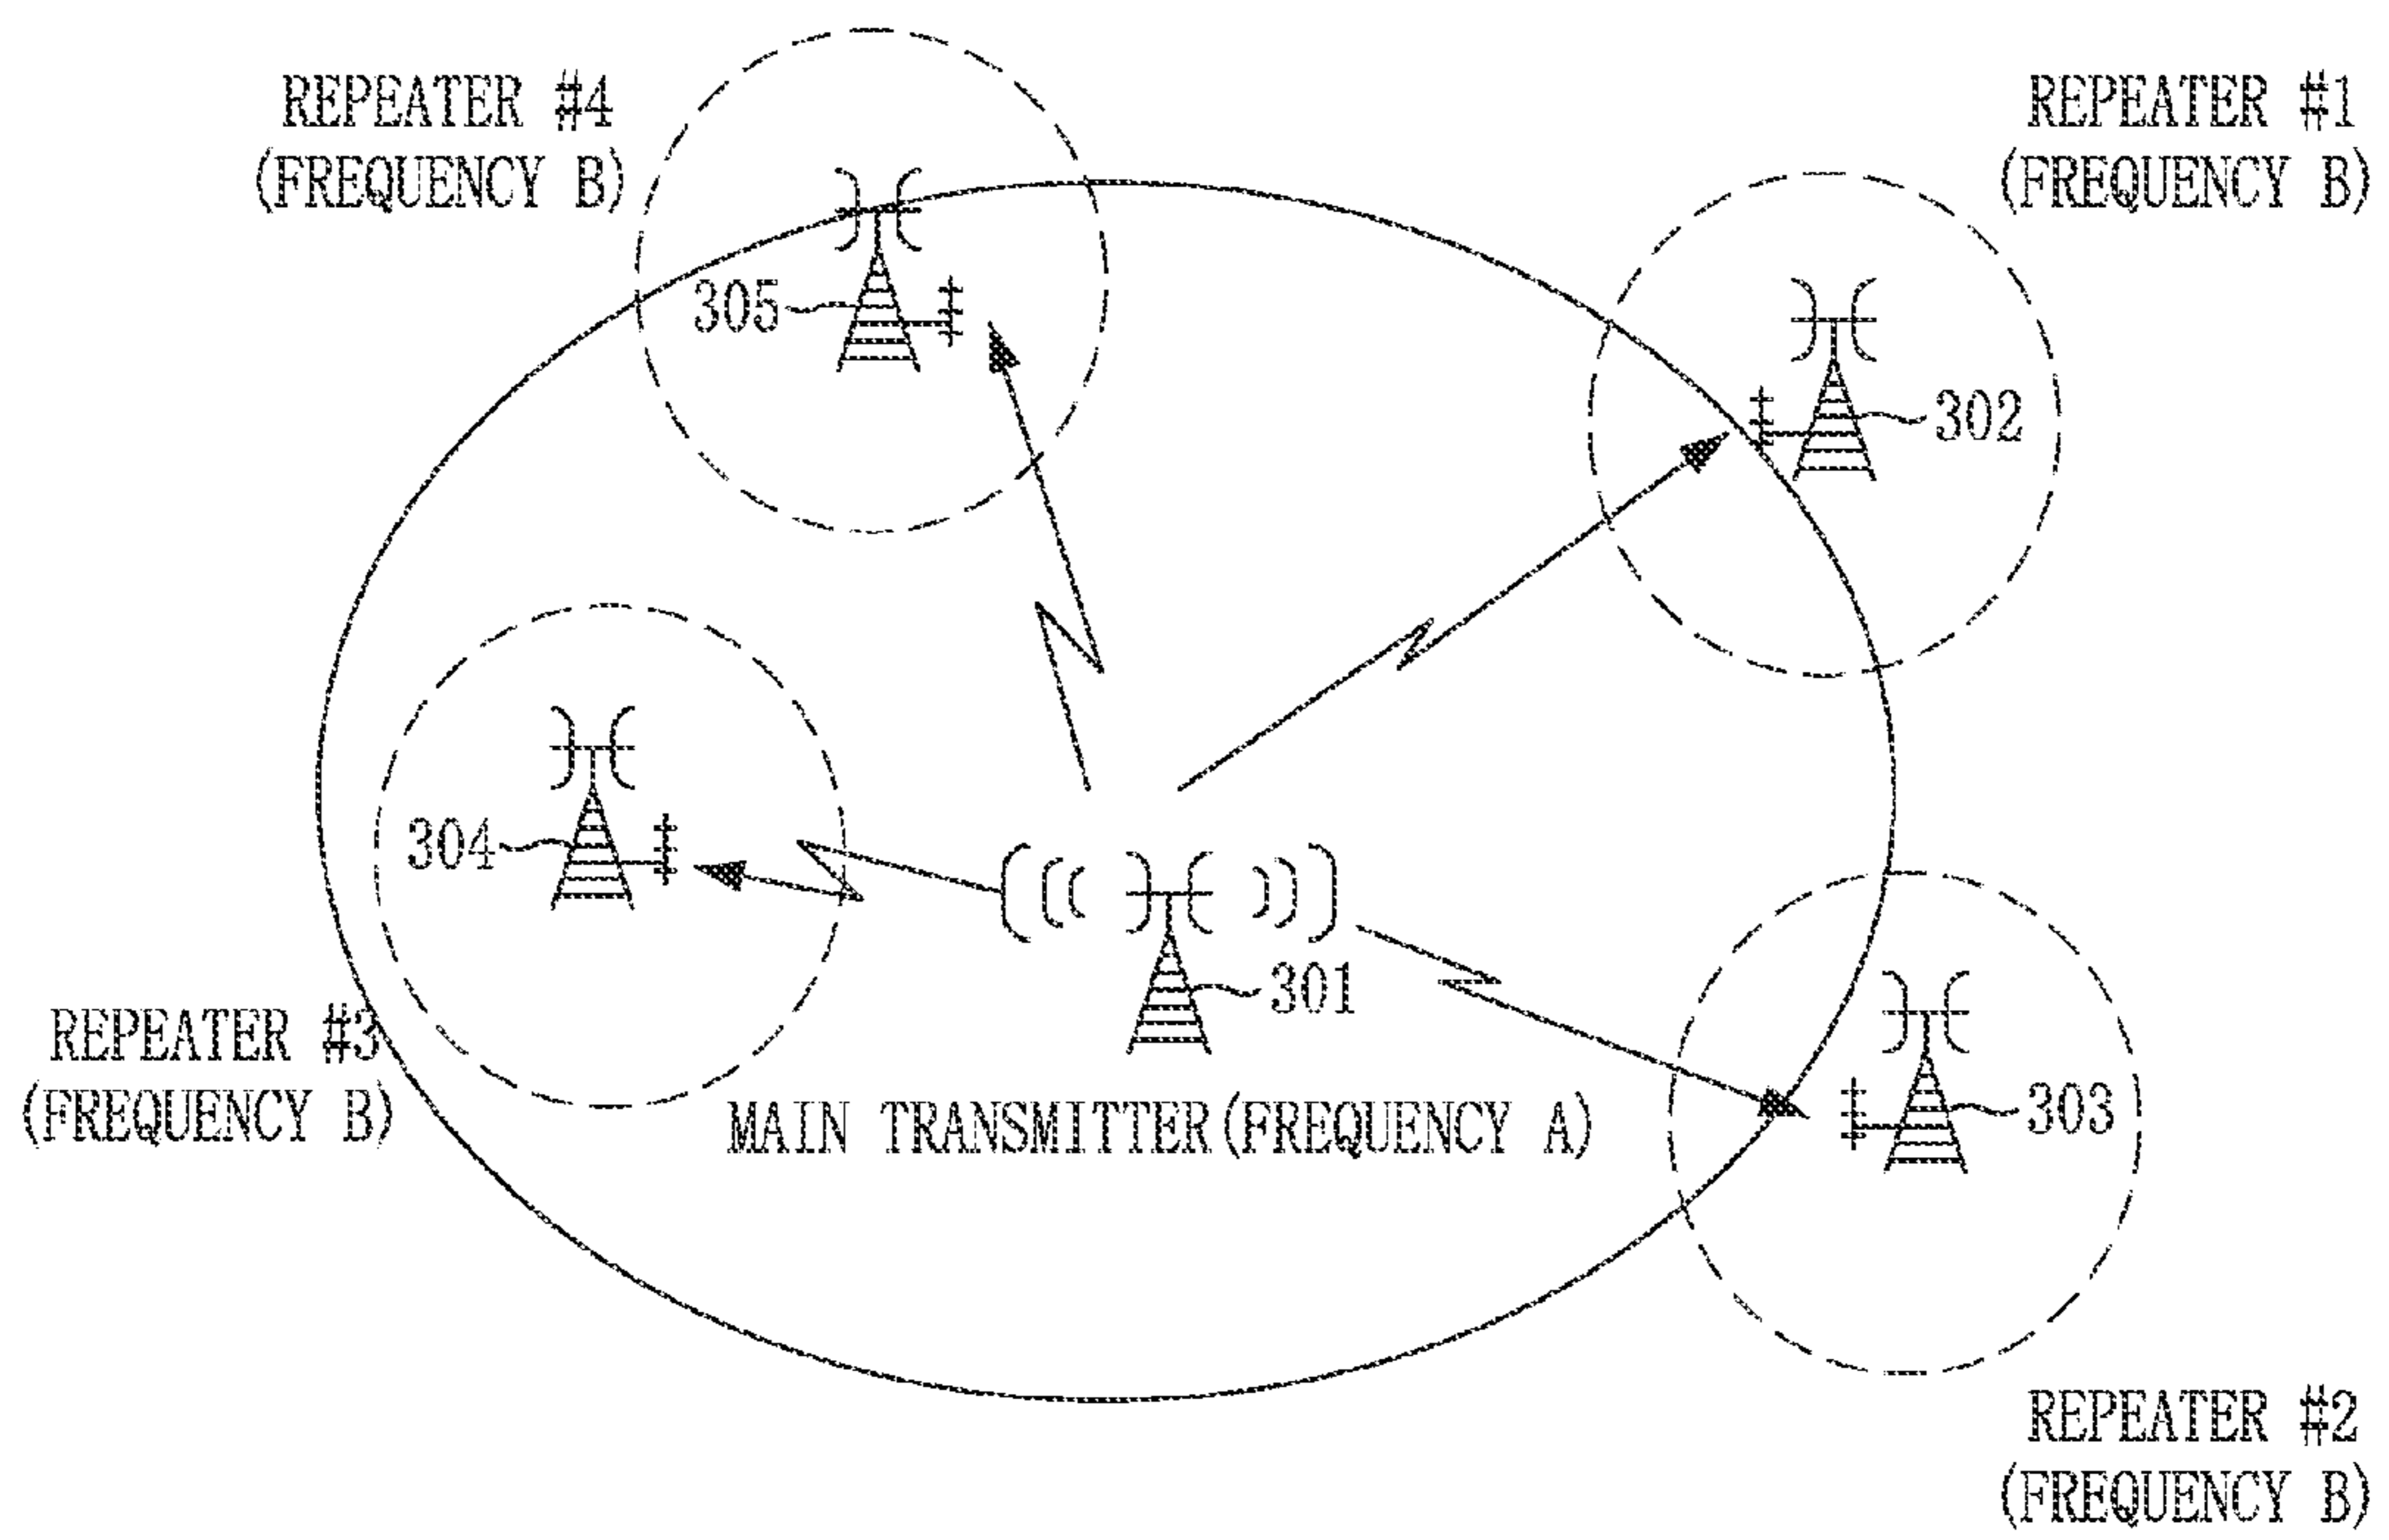 REPEATER #4
(FREQUENCY B)
REPEATER #1
(FREQUENCY B)
305
302
304
301
REPEATER #3
(FREQUENCY B)
MAIN TRANSMITTER(FREQUENCY A)
303
REPEATER #2
(FREQUENCY B)